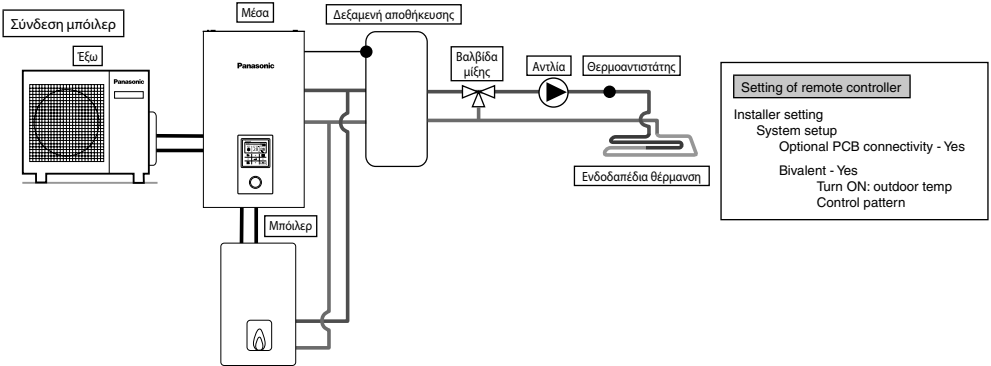 Σύνδεση μπόιλερ
Έξω
Panasonic
Μέσα
Panasonic
Δεξαμενή αποθήκευσης
Βαλβίδα
μίξης
Αντλία
Θερμοαντιστάτης
Ενδοδαπέδια θέρμανση
Μπόιλερ
Setting of remote controller
Installer setting
System setup
Optional PCB connectivity - Yes
Bivalent - Yes
Turn ON: outdoor temp
Control pattern